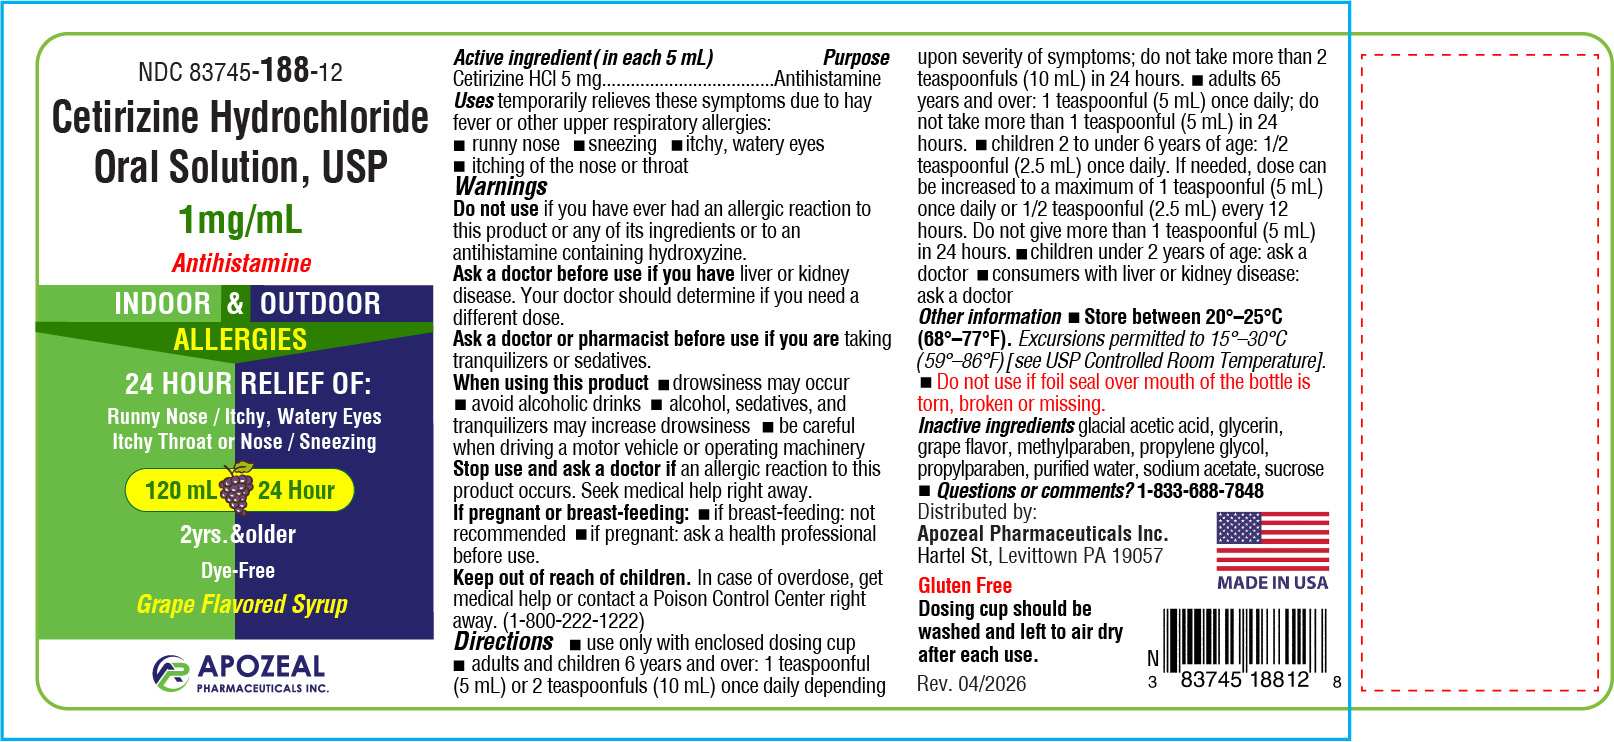 NDC 83745-188-12
Cetirizine Hydrochloride
Oral Solution, USP
1mg/mL
Antihistamine
INDOOR & OUTDOOR
ALLERGIES
24 HOUR RELIEF OF:
Runny Nose / Itchy, Watery Eyes
Itchy Throat or Nose / Sneezing
120 mL 24 Hour
2yrs.&older
Dye-Free
Grape Flavored Syrup
APOZEAL
PHARMACEUTICALS INC.
Active ingredient ( in each 5 mL) Purpose
Cetirizine HCl 5 mg....................................Antihistamine
Uses temporarily relieves these symptoms due to hay
fever or other upper respiratory allergies:
■ runny nose ■ sneezing ■ itchy, watery eyes
■ itching of the nose or throat
Warnings
Do not use if you have ever had an allergic reaction to
this product or any of its ingredients or to an
antihistamine containing hydroxyzine.
Ask a doctor before use if you have liver or kidney
disease. Your doctor should determine if you need a
different dose.
Ask a doctor or pharmacist before use if you are taking
tranquilizers or sedatives.
When using this product ■ drowsiness may occur
■ avoid alcoholic drinks ■ alcohol, sedatives, and
tranquilizers may increase drowsiness ■ be careful
when driving a motor vehicle or operating machinery
Stop use and ask a doctor if an allergic reaction to this
product occurs. Seek medical help right away.
If pregnant or breast-feeding: ■ if breast-feeding: not
recommended ■ if pregnant: ask a health professional
before use.
Keep out of reach of children. In case of overdose, get
medical help or contact a Poison Control Center right
away. (1-800-222-1222)
Directions ■ use only with enclosed dosing cup
■ adults and children 6 years and over: 1 teaspoonful
(5 mL) or 2 teaspoonfuls (10 mL) once daily depending
upon severity of symptoms; do not take more than 2
teaspoonfuls (10 mL) in 24 hours. ■ adults 65
years and over: 1 teaspoonful (5 mL) once daily; do
not take more than 1 teaspoonful (5 mL) in 24
hours. ■ children 2 to under 6 years of age: 1/2
teaspoonful (2.5 mL) once daily. If needed, dose can
be increased to a maximum of 1 teaspoonful (5 mL)
once daily or 1/2 teaspoonful (2.5 mL) every 12
hours. Do not give more than 1 teaspoonful (5 mL)
in 24 hours. ■ children under 2 years of age: ask a
doctor ■ consumers with liver or kidney disease:
ask a doctor
Other information ■ Store between 20°–25°C
(68°–77°F). Excursions permitted to 15°–30°C
(59°–86°F) [see USP Controlled Room Temperature].
■ Do not use if foil seal over mouth of the bottle is
torn, broken or missing.
Inactive ingredients glacial acetic acid, glycerin,
grape flavor, methylparaben, propylene glycol,
propylparaben, purified water, sodium acetate, sucrose
■ Questions or comments? 1-833-688-7848
Distributed by:
Apozeal Pharmaceuticals Inc.
Hartel St, Levittown PA 19057
MADE IN USA
Gluten Free
Dosing cup should be
washed and left to air dry
after each use.
Rev. 04/2026
N
3 83745 18812 8